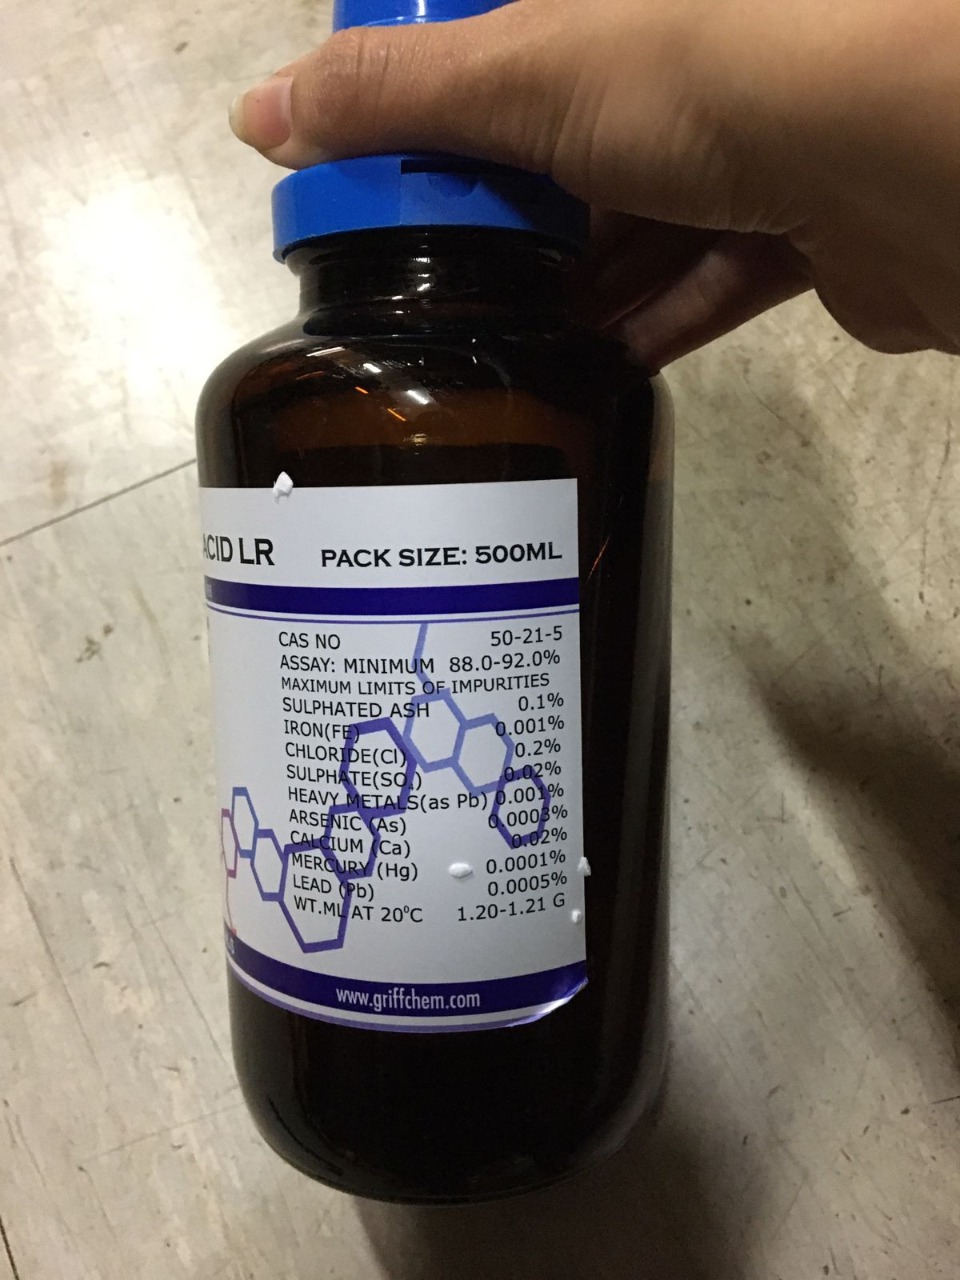 ACID LR PACK SIZE: 500ML
CAS NO 50-21-5
ASSAY: MINIMUM 88.0-92.0%
MAXIMUM LIMITS OF IMPURITIES
SULPHATED ASH 0.1%
IRON(FE) 0.001%
CHLORIDE(Cl) 0.2%
SULPHATE(SO4) 0.02%
HEAVY METALS(as Pb) 0.001%
ARSENIC (As) 0.0003%
CALCIUM (Ca) 0.02%
MERCURY (Hg) 0.0001%
LEAD (Pb) 0.0005%
WT.ML AT 20°C 1.20-1.21 G
www.griffchem.com